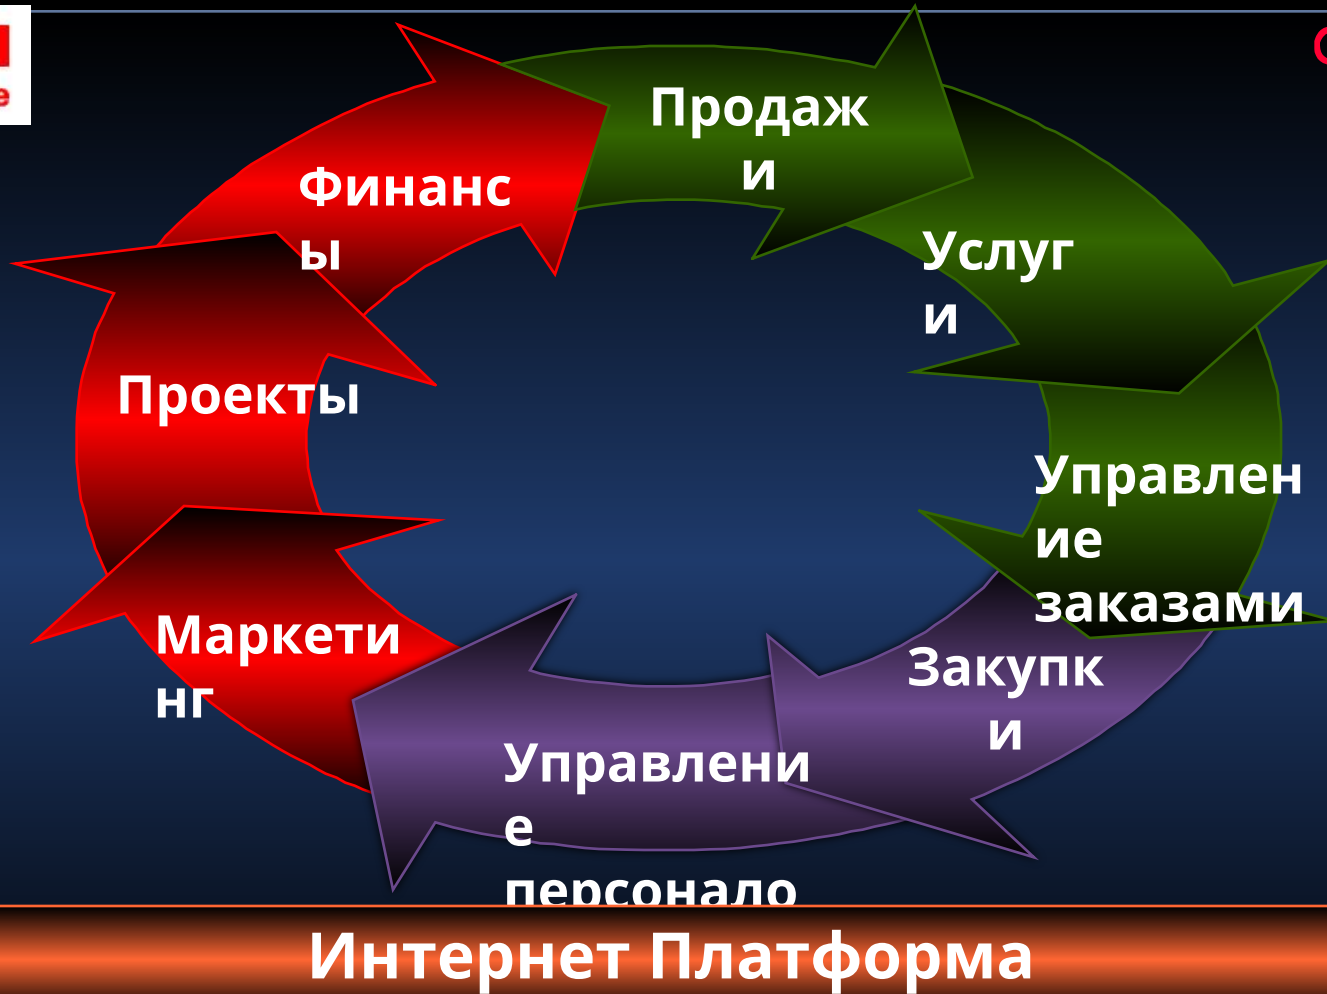 Продаж
и
Финанс
ы
Услуг
и
Проекты
Управлен
ие
заказами
Маркети
нг
Закупк
и
Управлени
е
персонало
Интернет Платформа